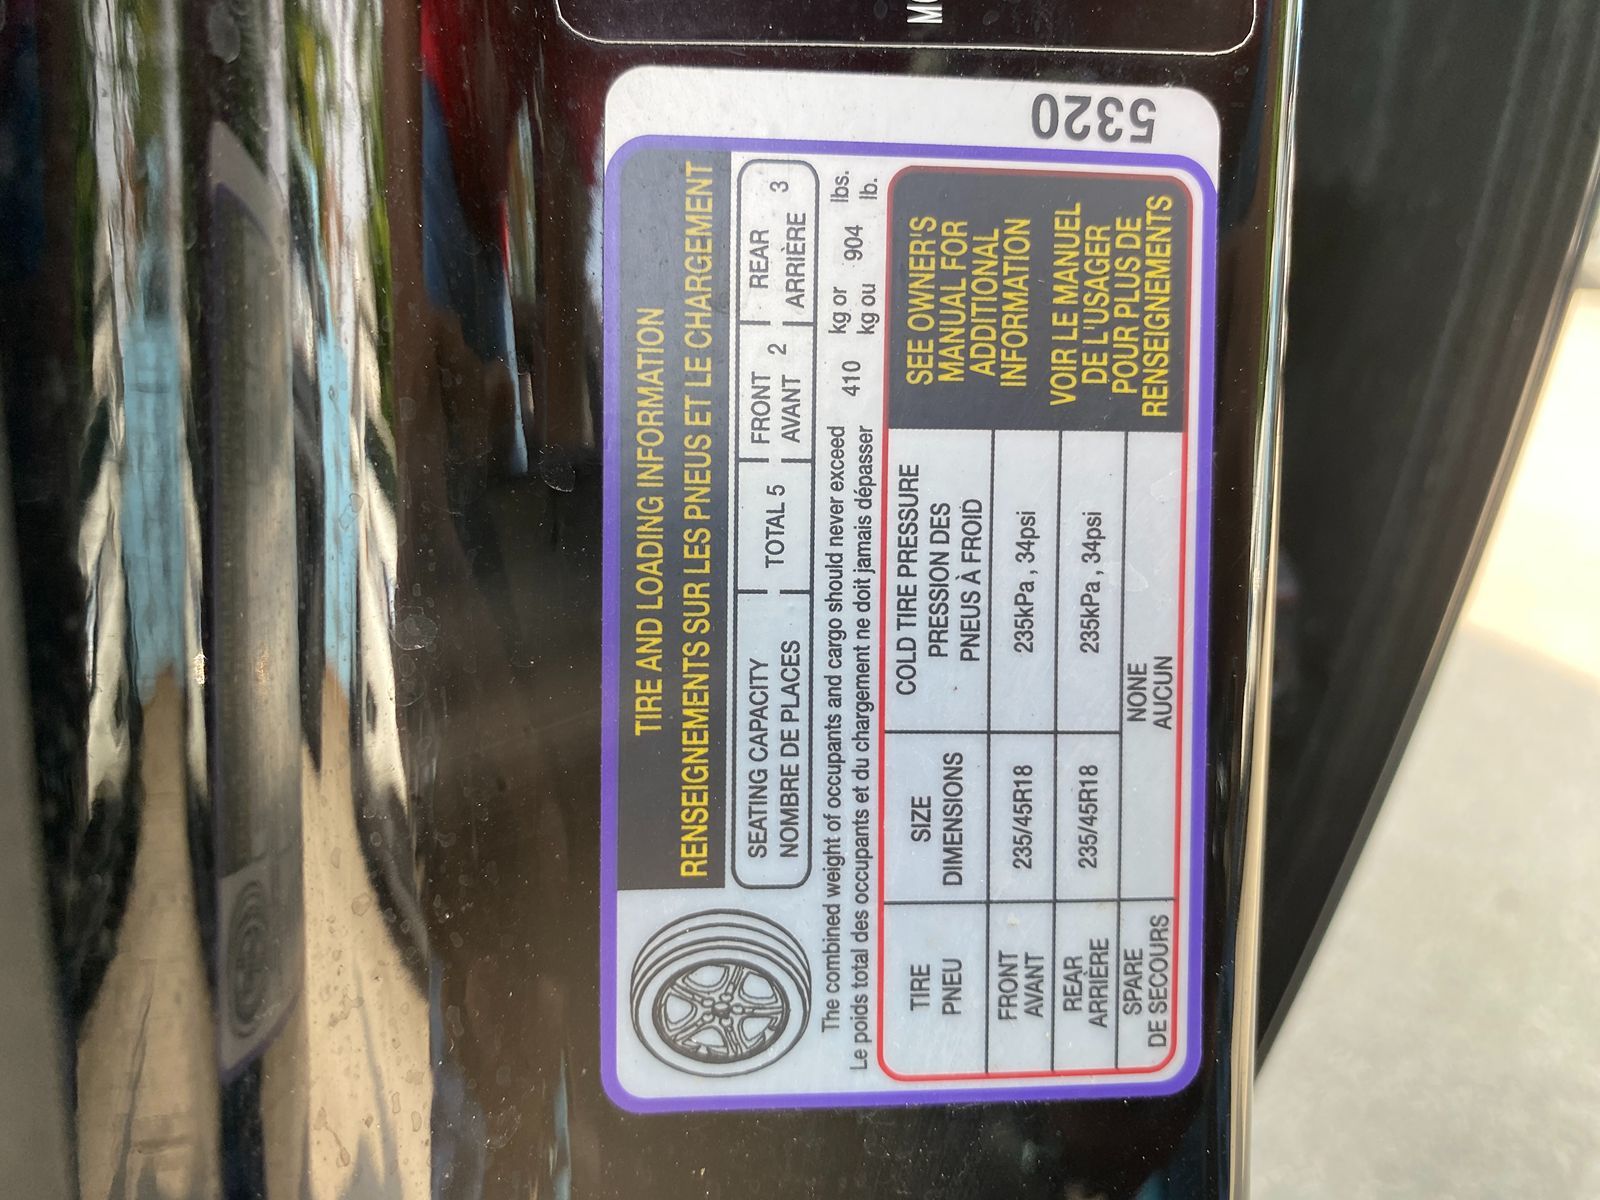 5320
TIRE AND LOADING INFORMATION
RENSEIGNEMENTS SUR LES PNEUS ET LE CHARGEMENT
SEATING CAPACITY TOTAL 5 FRONT 2 REAR 3
NOMBRE DE PLACES AVANT ARRIÈRE
The combined weight of occupants and cargo should never exceed 410 kg or 904 lbs.
Le poids total des occupants et du chargement ne doit jamais dépasser kg ou lb.
TIRE SIZE COLD TIRE PRESSURE
PNEU DIMENSIONS PRESSION DES
PNEUS À FROID
FRONT 235/45R18 235kPa , 34psi
AVANT
REAR 235/45R18 235kPa , 34psi
ARRIÈRE
SPARE NONE
DE SECOURS AUCUN
SEE OWNER'S
MANUAL FOR
ADDITIONAL
INFORMATION
VOIR LE MANUEL
DE L'USAGER
POUR PLUS DE
RENSEIGNEMENTS